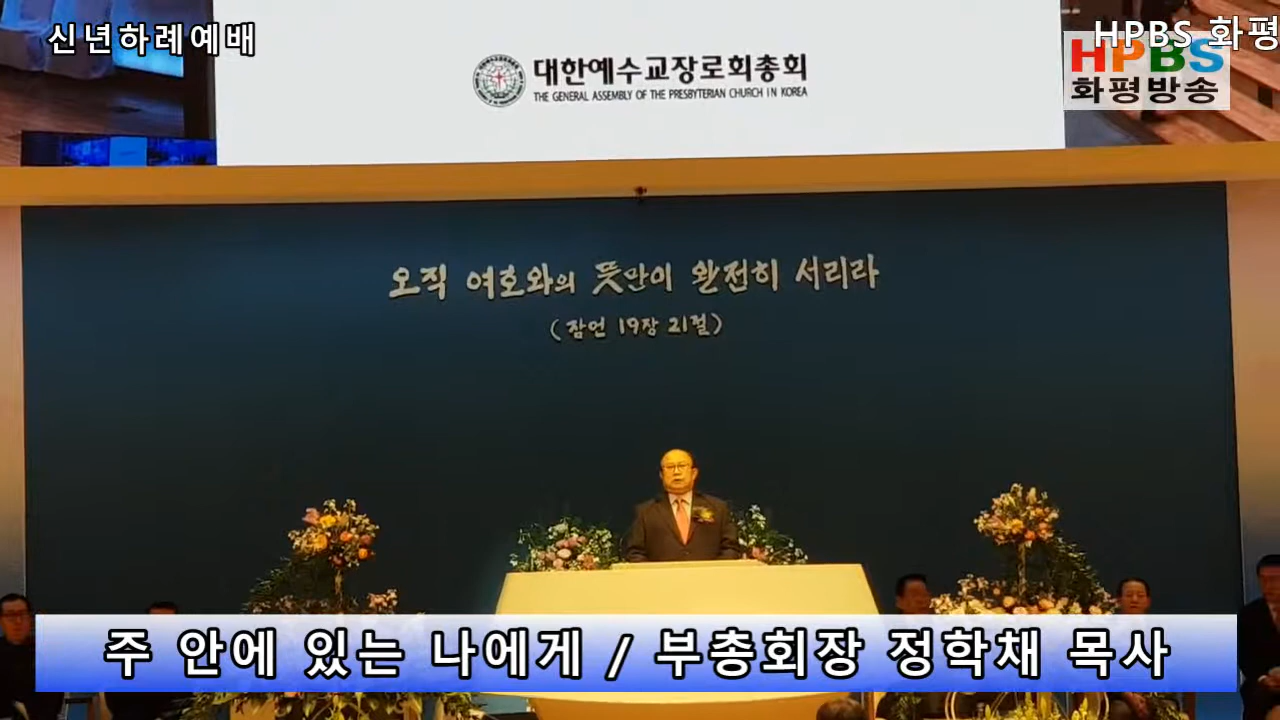 신년하례예배
HPBS 화평
HPBS
화평방송
대한예수교장로회총회
THE GENERAL ASSEMBLY OF THE PRESBYTERIAN CHURCH IN KOREA
오직 여호와의 뜻만이 완전히 서리라
(잠언 19장 21절)
주 안에 있는 나에게 / 부총회장 정학채 목사